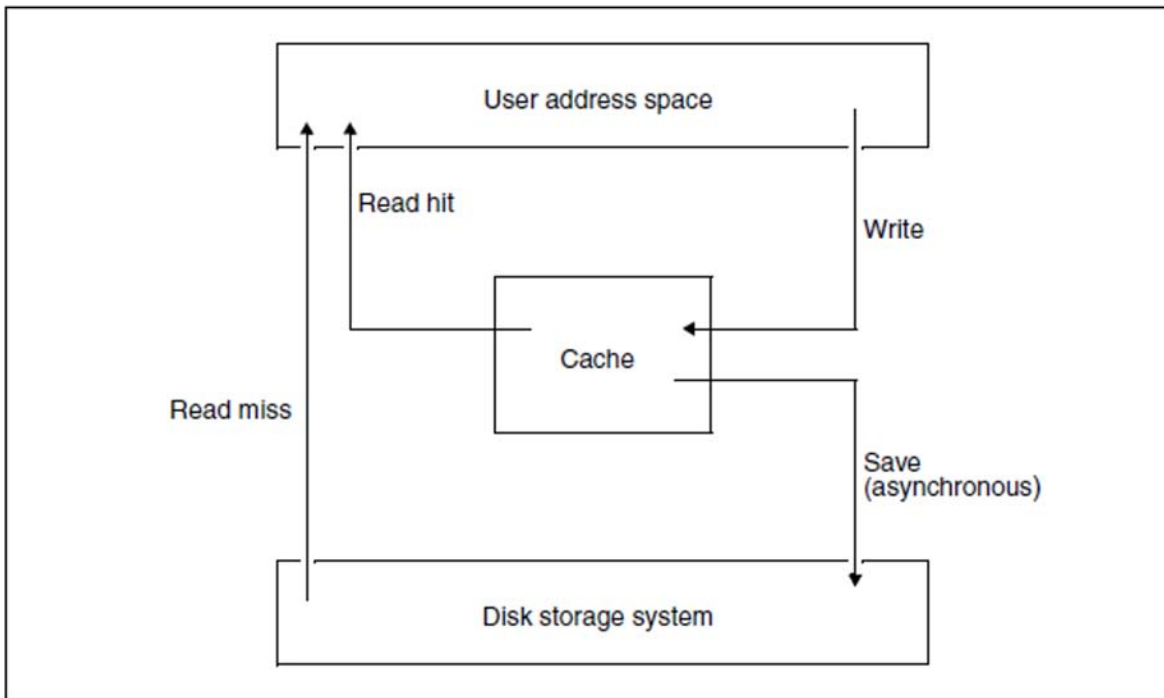 User address space
Read hit
Write
Cache
Read miss
Save
(asynchronous)
Disk storage system